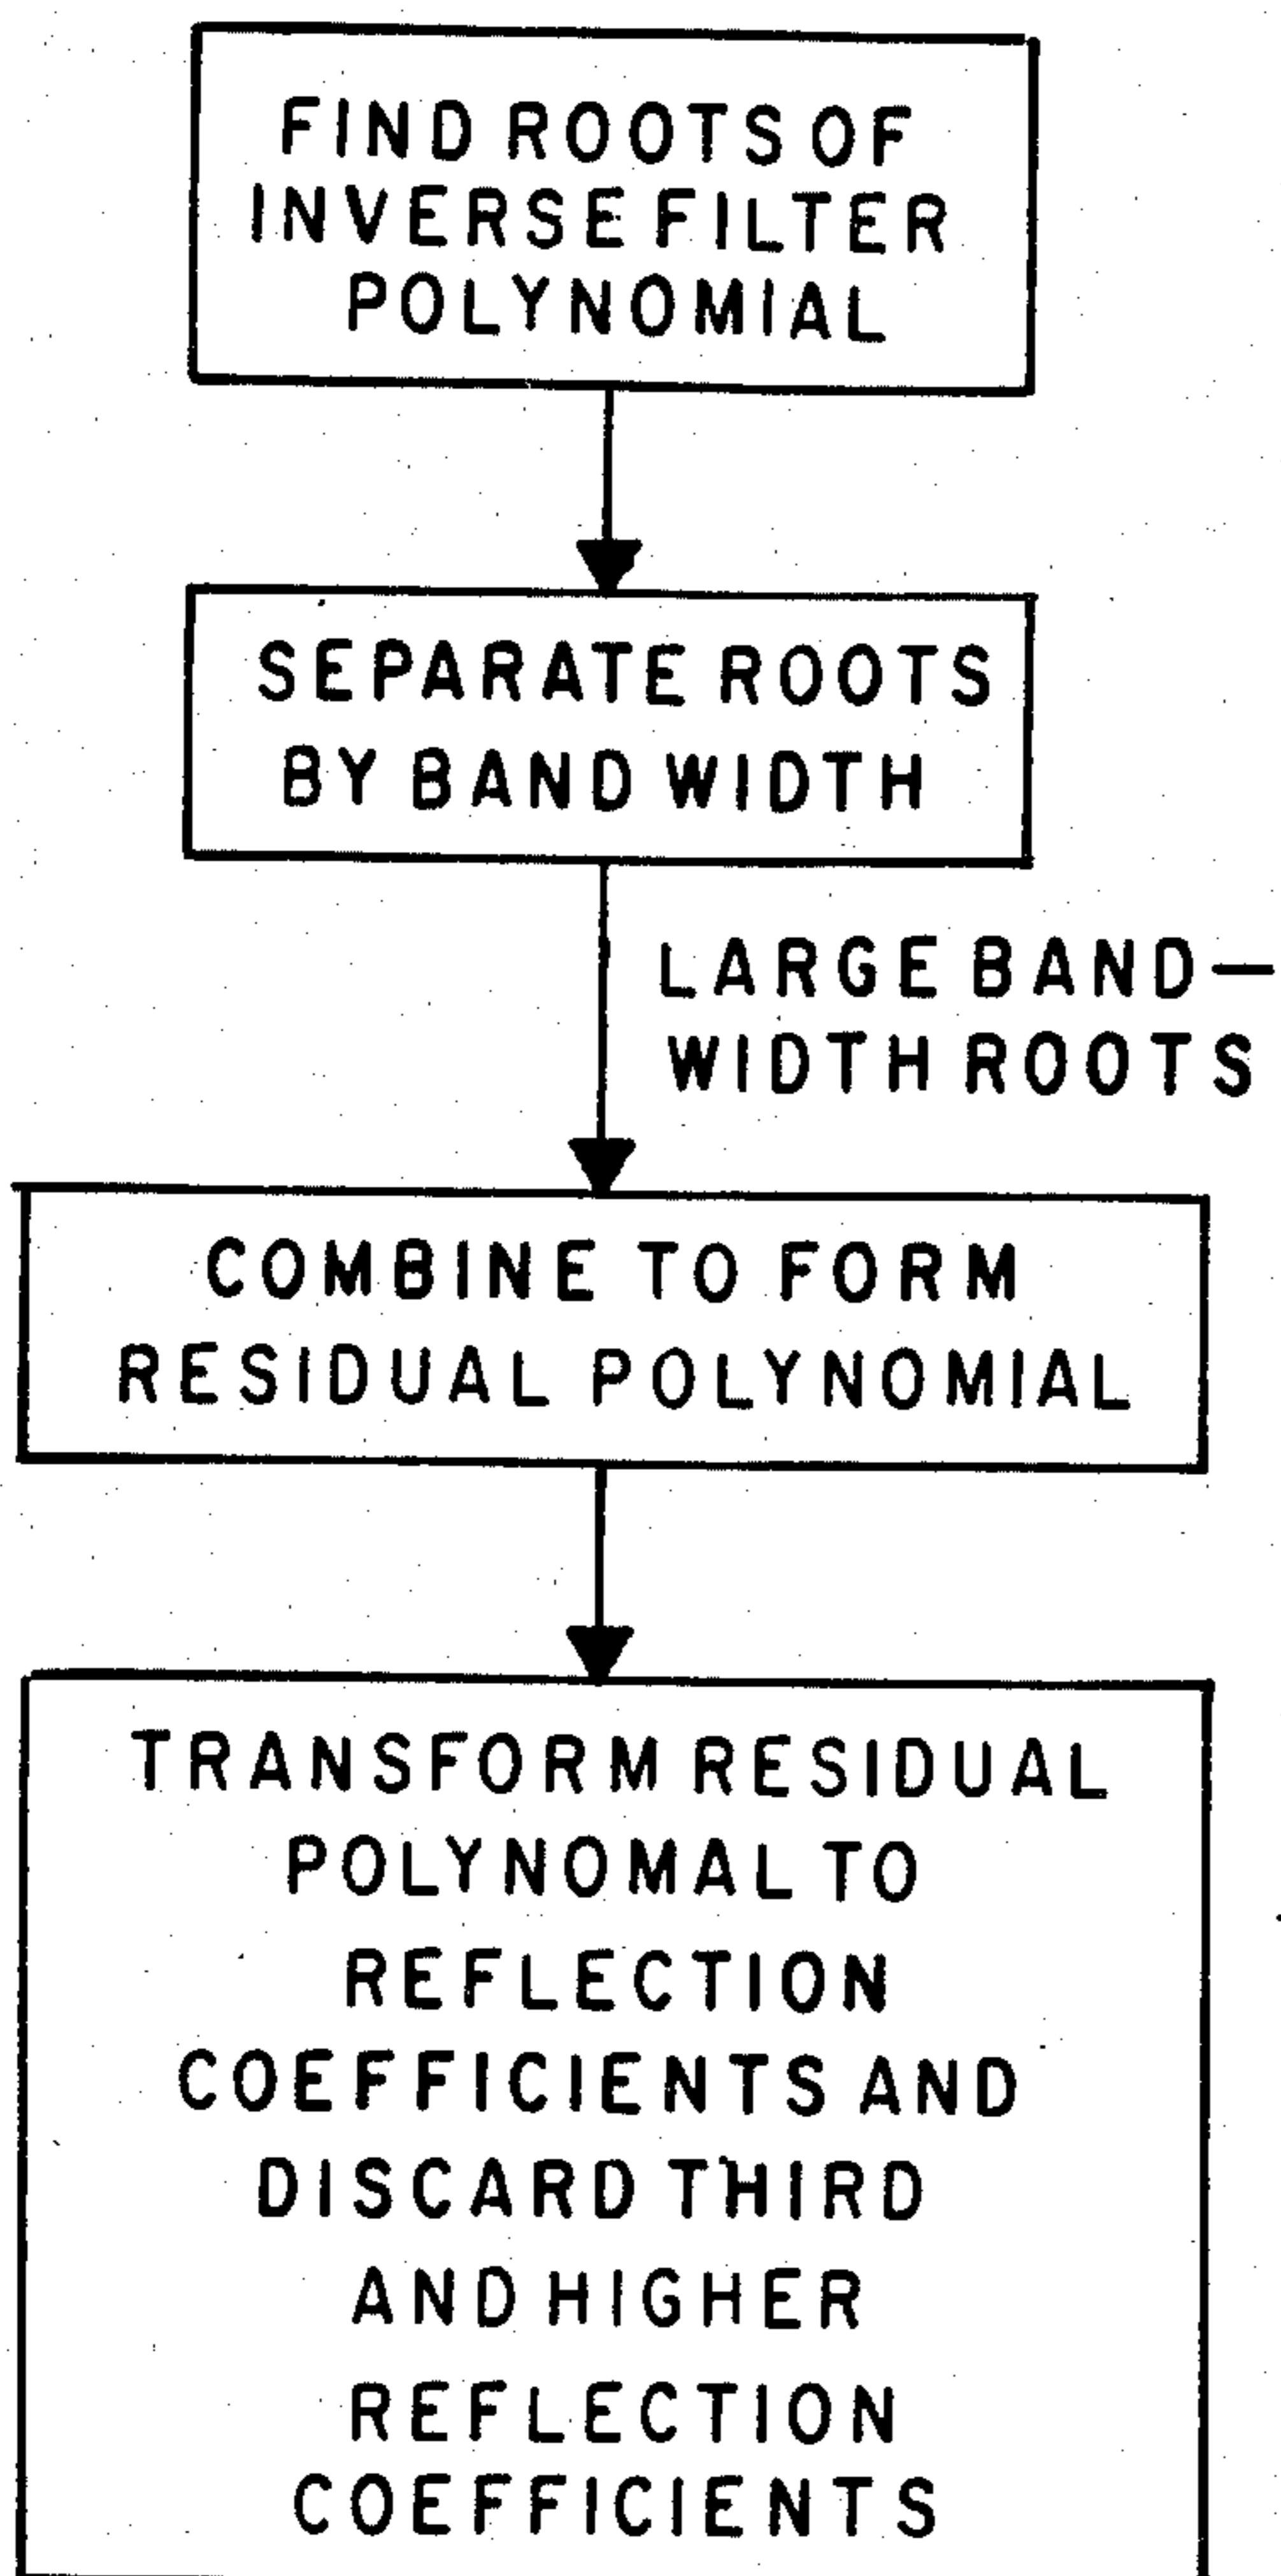 FIND ROOTS OF
INVERSE FILTER
POLYNOMIAL
SEPARATE ROOTS
BY BAND WIDTH
LARGE BAND—
WIDTH ROOTS
COMBINE TO FORM
RESIDUAL POLYNOMIAL
TRANSFORM RESIDUAL
POLYNOMAL TO
REFLECTION
COEFFICIENTS AND
DISCARD THIRD
AND HIGHER
REFLECTION
COEFFICIENTS